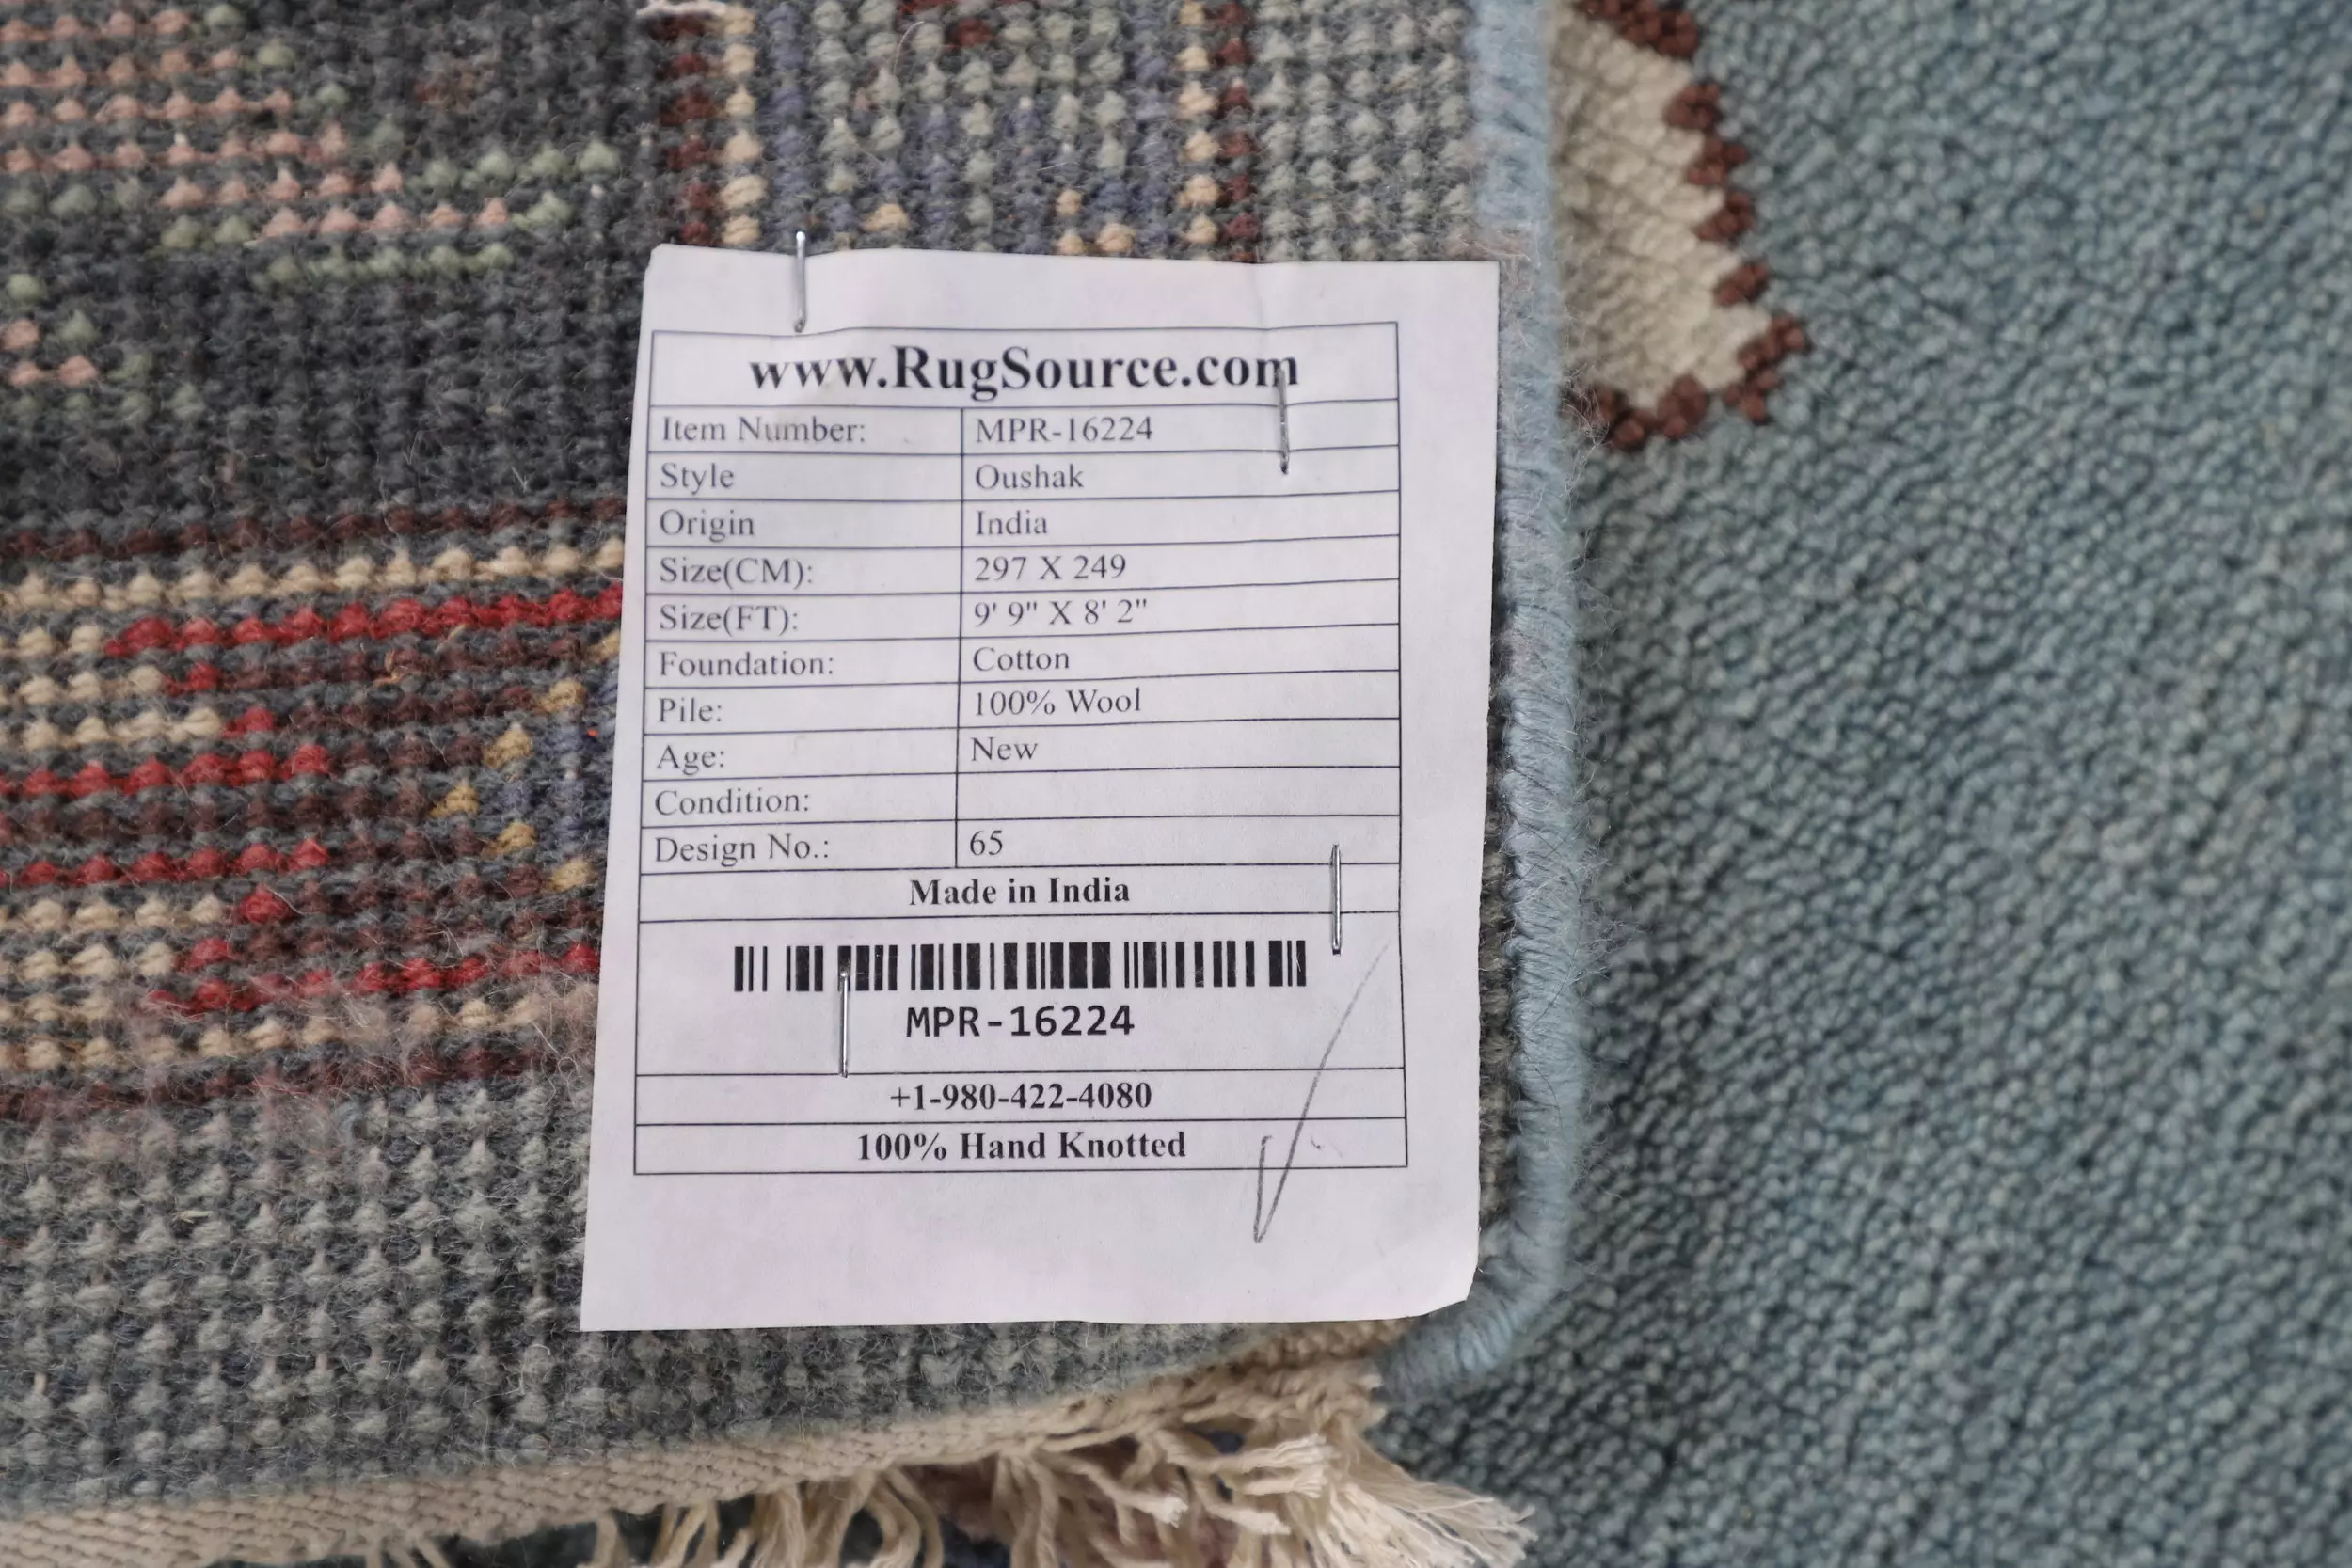 www.RugSource.com
Item Number: MPR-16224
Style Oushak
Origin India
Size(CM): 297 X 249
Size(FT): 9' 9" X 8' 2"
Foundation: Cotton
Pile: 100% Wool
Age: New
Condition:
Design No.: 65
Made in India
MPR-16224
+1-980-422-4080
100% Hand Knotted